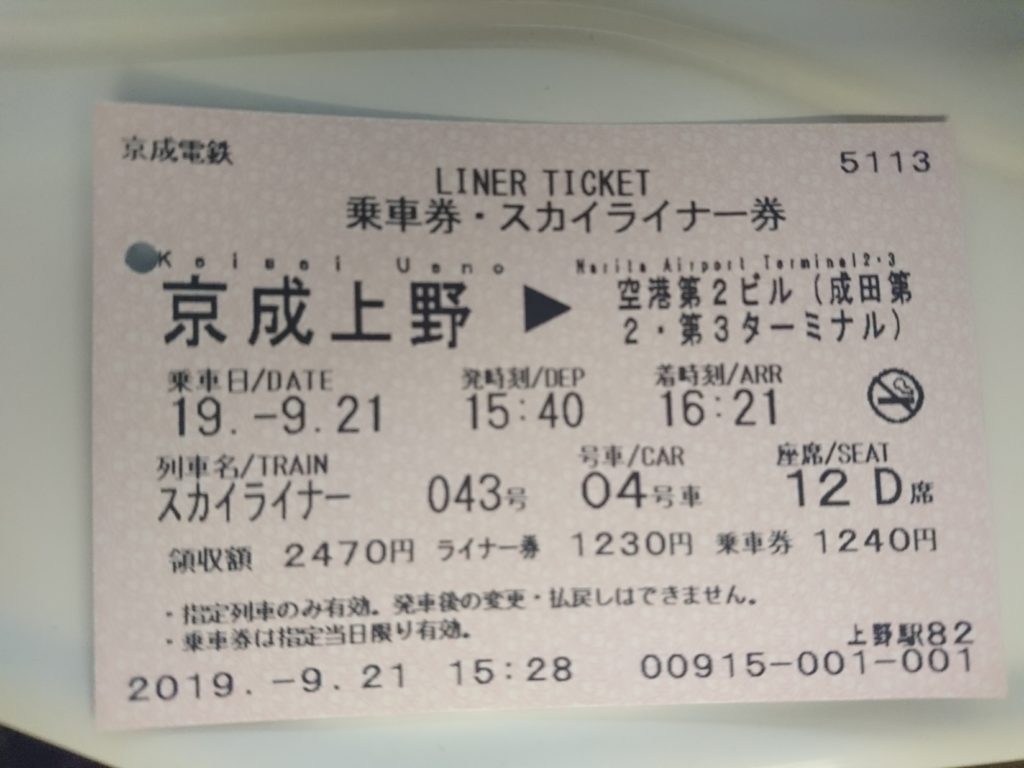 京成電鉄
5113
LINER TICKET
乗車券・スカイライナー券
Keisei Ueno
Narita Airport Terminal2・3
京成上野 ▶ 空港第2ビル(成田第
2・第3ターミナル)
乗車日/DATE 発時刻/DEP 着時刻/ARR
19.-9.21 15:40 16:21
列車名/TRAIN 号車/CAR 座席/SEAT
スカイライナー 043号 04号車 12 D席
領収額 2470円 ライナー券 1230円 乗車券 1240円
・指定列車のみ有効。発車後の変更・払戻しはできません。
・乗車券は指定当日限り有効。
上野駅82
2019.-9.21 15:28 00915-001-001